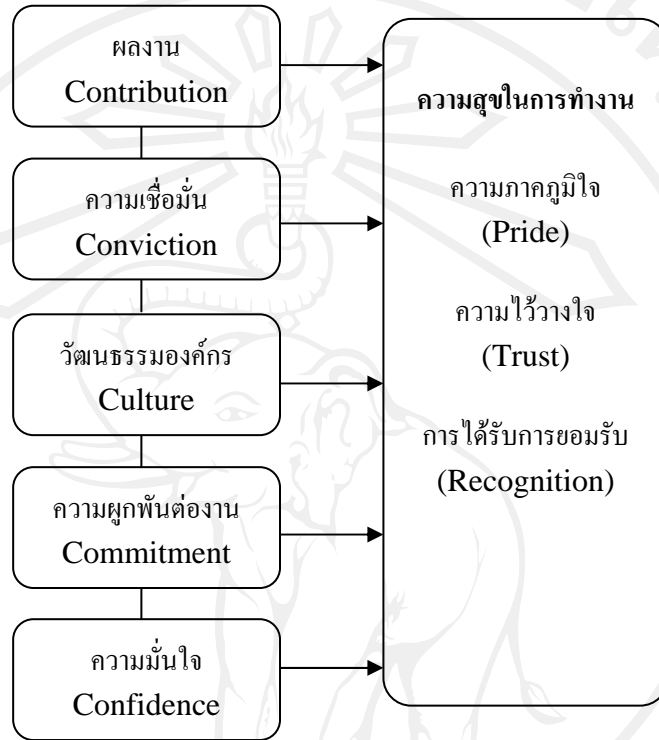 ผลงาน
Contribution
ความเชื่อมั่น
Conviction
วัฒนธรรมองค์กร
Culture
ความผูกพันต่องาน
Commitment
ความมั่นใจ
Confidence
ความสุขในการทำงาน
ความภาคภูมิใจ
(Pride)
ความไว้วางใจ
(Trust)
การได้รับการยอมรับ
(Recognition)